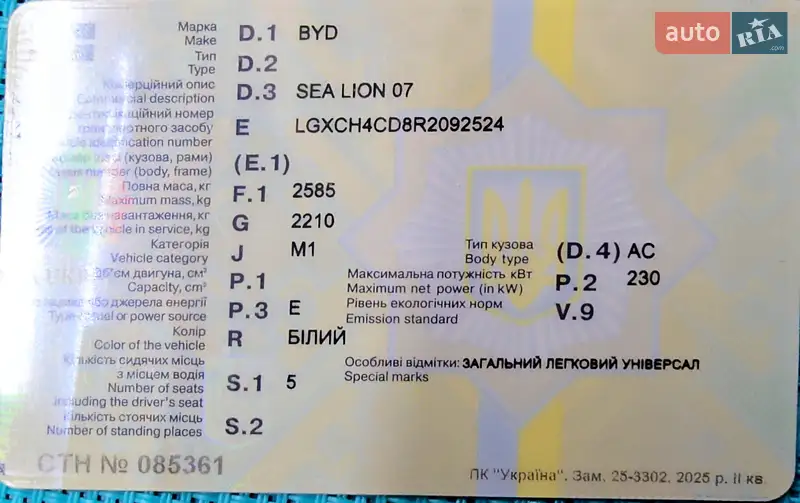 auto RIA.com
Марка
Make D.1 BYD
Тип
Type D.2
Комерційний опис
Commercial description D.3 SEA LION 07
Ідентифікаційний номер
транспортного засобу E LGXCH4CD8R2092524
identification number
(кузова, рами)
number (body, frame) (E.1)
Повна маса, кг
Maximum mass, kg F.1 2585
навантаження, кг
of the vehicle in service, kg G 2210
Категорія
Vehicle category J M1
Тип кузова
Body type (D.4) AC
Об'єм двигуна, см³
Capacity, cm³ P.1
Максимальна потужність кВт
Maximum net power (in kW) P.2 230
або джерела енергії
Type of fuel or power source P.3 E
Рівень екологічних норм
Emission standard V.9
Колір
Color of the vehicle R БІЛИЙ
Кількість сидячих місць
з місцем водія
Number of seats S.1 5
including the driver's seat
Особливі відмітки: ЗАГАЛЬНИЙ ЛЕГКОВИЙ УНІВЕРСАЛ
Special marks
Кількість стоячих місць
Number of standing places S.2
СТН № 085361
ПК "Україна". Зам. 25-3302. 2025 р. II кв.